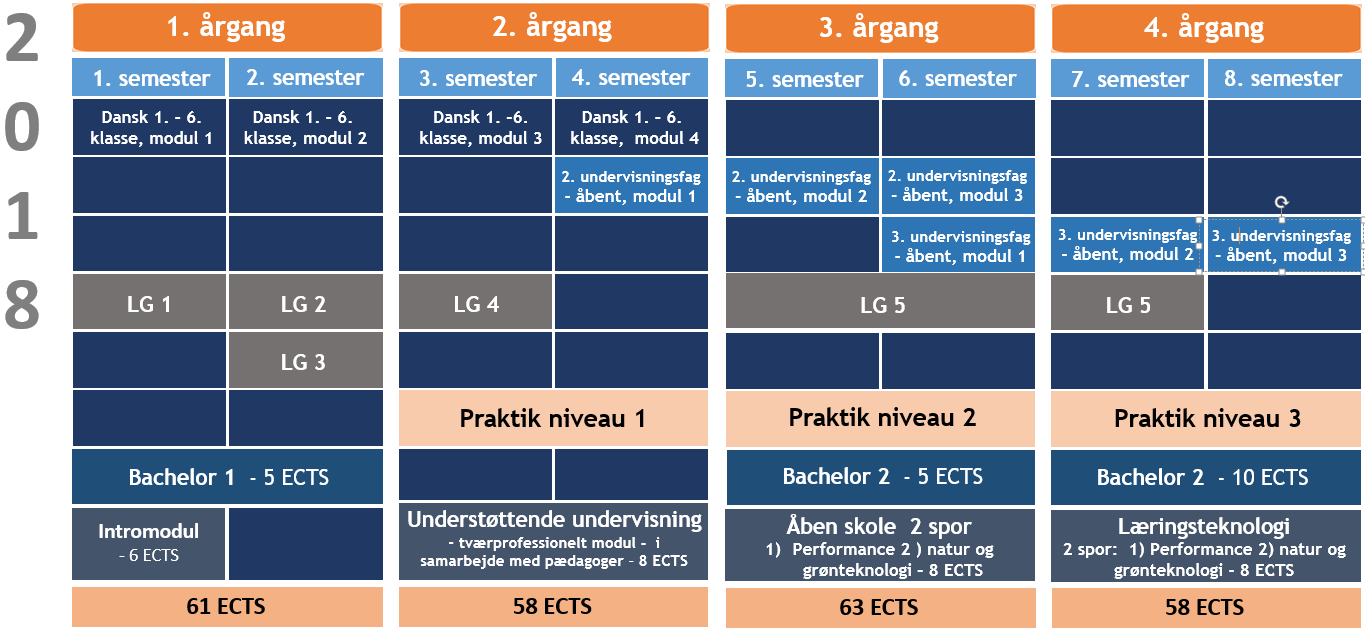 2
0
1
8
1. årgang
2. årgang
3. årgang
4. årgang
1. semester
2. semester
3. semester
4. semester
5. semester
6. semester
7. semester
8. semester
Dansk 1. – 6.
klasse, modul 1
Dansk 1. – 6.
klasse, modul 2
Dansk 1. –6.
klasse, modul 3
Dansk 1. – 6.
klasse, modul 4
2. undervisningsfag
– åbent, modul 1
2. undervisningsfag
– åbent, modul 2
2. undervisningsfag
– åbent, modul 3
3. undervisningsfag
– åbent, modul 1
3. undervisningsfag
– åbent, modul 2
3. undervisningsfag
– åbent, modul 3
LG 1
LG 2
LG 4
LG 5
LG 5
LG 3
Praktik niveau 1
Praktik niveau 2
Praktik niveau 3
Bachelor 1 - 5 ECTS
Bachelor 2 - 5 ECTS
Bachelor 2 - 10 ECTS
Intromodul
– 6 ECTS
Understøttende undervisning
- tværprofessionelt modul - i
samarbejde med pædagoger – 8 ECTS
Åben skole 2 spor
1) Performance 2 ) natur og
grønteknologi – 8 ECTS
Læringsteknologi
2 spor: 1) Performance 2) natur og
grønteknologi – 8 ECTS
61 ECTS
58 ECTS
63 ECTS
58 ECTS